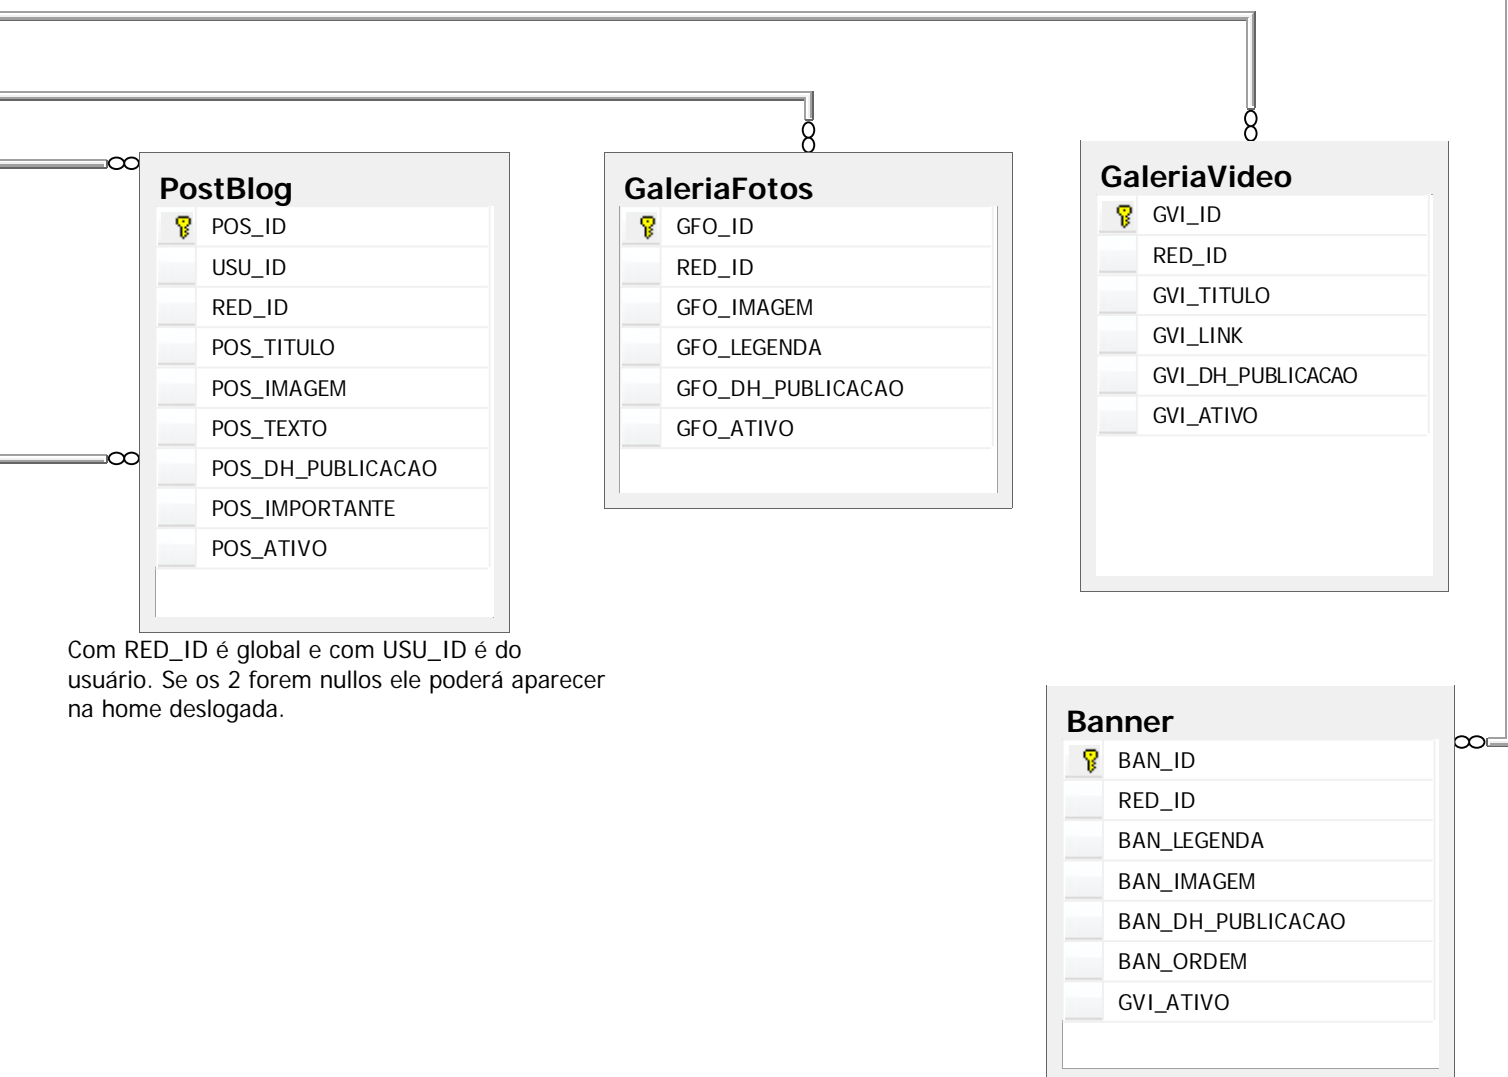 PostBlog
POS_ID
USU_ID
RED_ID
POS_TITULO
POS_IMAGEM
POS_TEXTO
POS_DH_PUBLICACAO
POS_IMPORTANTE
POS_ATIVO
Com RED_ID é global e com USU_ID é do
usuário. Se os 2 forem nullos ele poderá aparecer
na home deslogada.
GaleriaFotos
GFO_ID
RED_ID
GFO_IMAGEM
GFO_LEGENDA
GFO_DH_PUBLICACAO
GFO_ATIVO
GaleriaVideo
GVI_ID
RED_ID
GVI_TITULO
GVI_LINK
GVI_DH_PUBLICACAO
GVI_ATIVO
Banner
BAN_ID
RED_ID
BAN_LEGENDA
BAN_IMAGEM
BAN_DH_PUBLICACAO
BAN_ORDEM
GVI_ATIVO